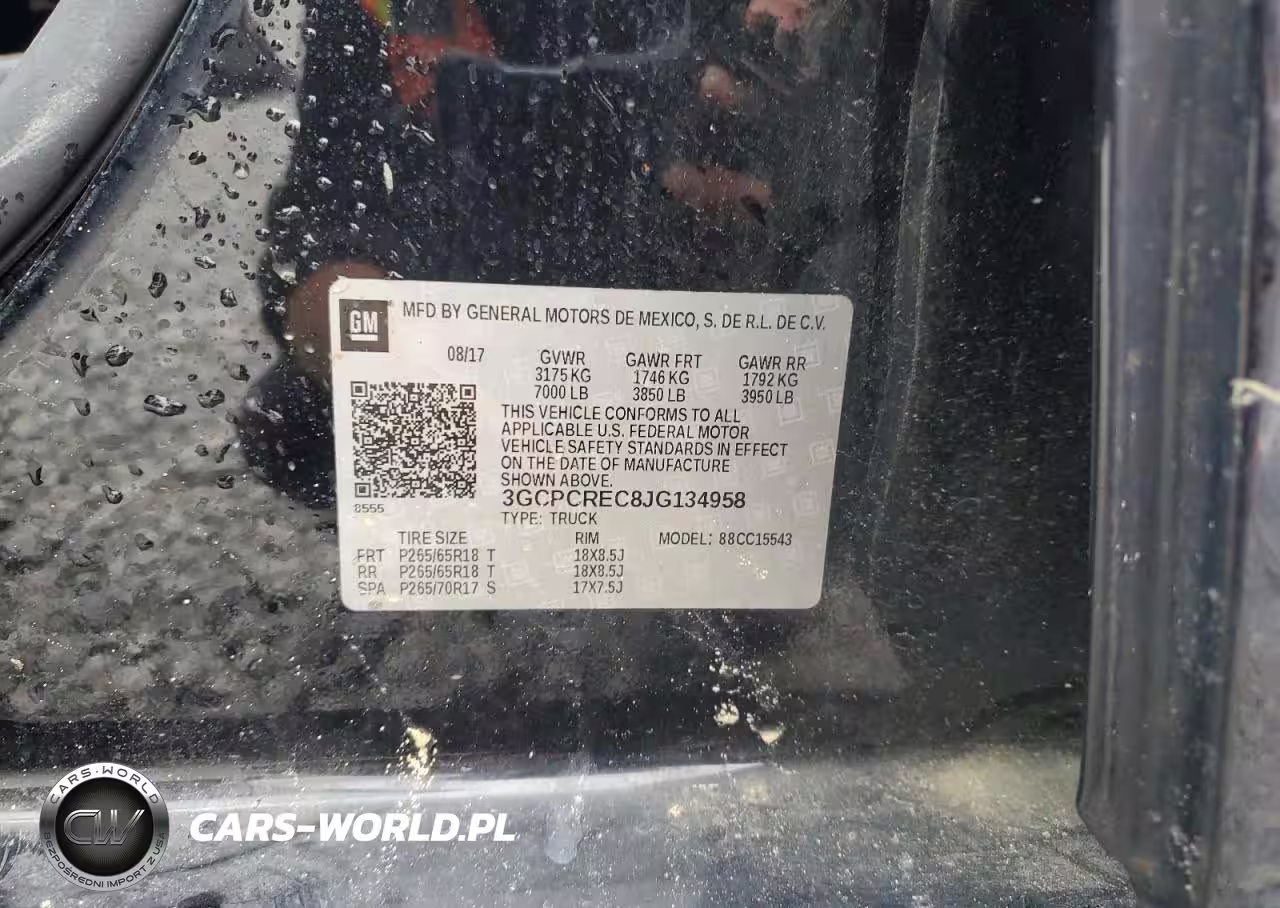 GM
MFD BY GENERAL MOTORS DE MEXICO, S. DE R.L. DE C.V.
08/17 GVWR GAWR FRT GAWR RR
3175 KG 1746 KG 1792 KG
7000 LB 3850 LB 3950 LB
THIS VEHICLE CONFORMS TO ALL
APPLICABLE U.S. FEDERAL MOTOR
VEHICLE SAFETY STANDARDS IN EFFECT
ON THE DATE OF MANUFACTURE
SHOWN ABOVE.
8555
3GCPCREC8JG134958
TYPE: TRUCK
TIRE SIZE RIM MODEL: 88CC15543
FRT P265/65R18 T 18X8.5J
RR P265/65R18 T 18X8.5J
SPA P265/70R17 S 17X7.5J
CARS-WORLD
CW
BEZPOŚREDNI IMPORT Z USA
CARS-WORLD.PL